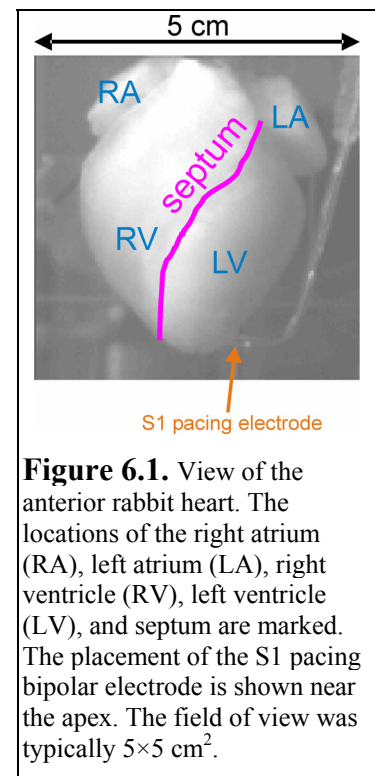 5 cm
RA
LA
septum
RV
LV
S1 pacing electrode
Figure 6.1. View of the
anterior rabbit heart. The
locations of the right atrium
(RA), left atrium (LA), right
ventricle (RV), left ventricle
(LV), and septum are marked.
The placement of the S1 pacing
bipolar electrode is shown near
the apex. The field of view was
typically 5×5 cm².